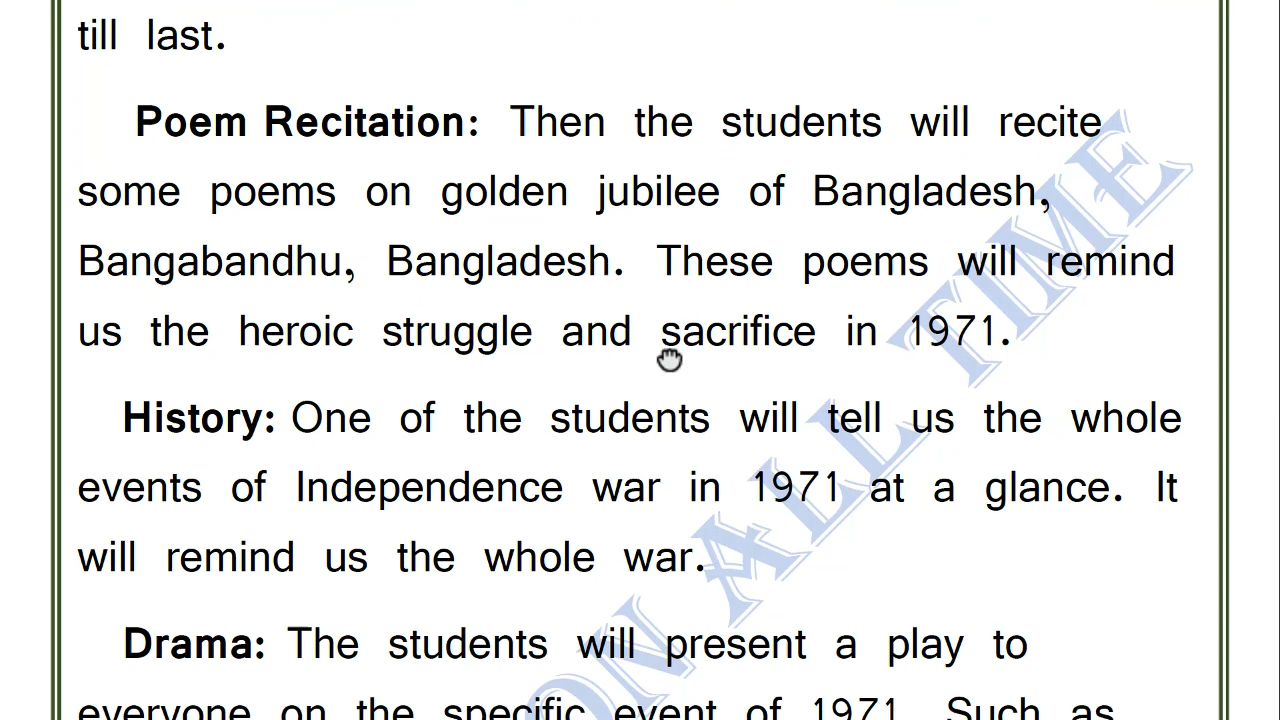 till last.
Poem Recitation: Then the students will recite
some poems on golden jubilee of Bangladesh,
Bangabandhu, Bangladesh. These poems will remind
us the heroic struggle and sacrifice in 1971.
History: One of the students will tell us the whole
events of Independence war in 1971 at a glance. It
will remind us the whole war.
Drama: The students will present a play to
everyone on the specific event of 1971. Such as
ON ALL TIME